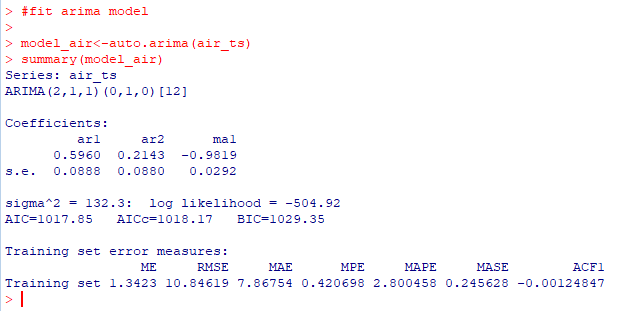 > #fit arima model
>
> model_air<-auto.arima(air_ts)
> summary(model_air)
Series: air_ts
ARIMA(2,1,1)(0,1,0)[12]
Coefficients:
ar1 ar2 ma1
0.5960 0.2143 -0.9819
s.e. 0.0888 0.0880 0.0292
sigma^2 = 132.3: log likelihood = -504.92
AIC=1017.85 AICc=1018.17 BIC=1029.35
Training set error measures:
ME RMSE MAE MPE MAPE MASE ACF1
Training set 1.3423 10.84619 7.86754 0.420698 2.800458 0.245628 -0.00124847
>